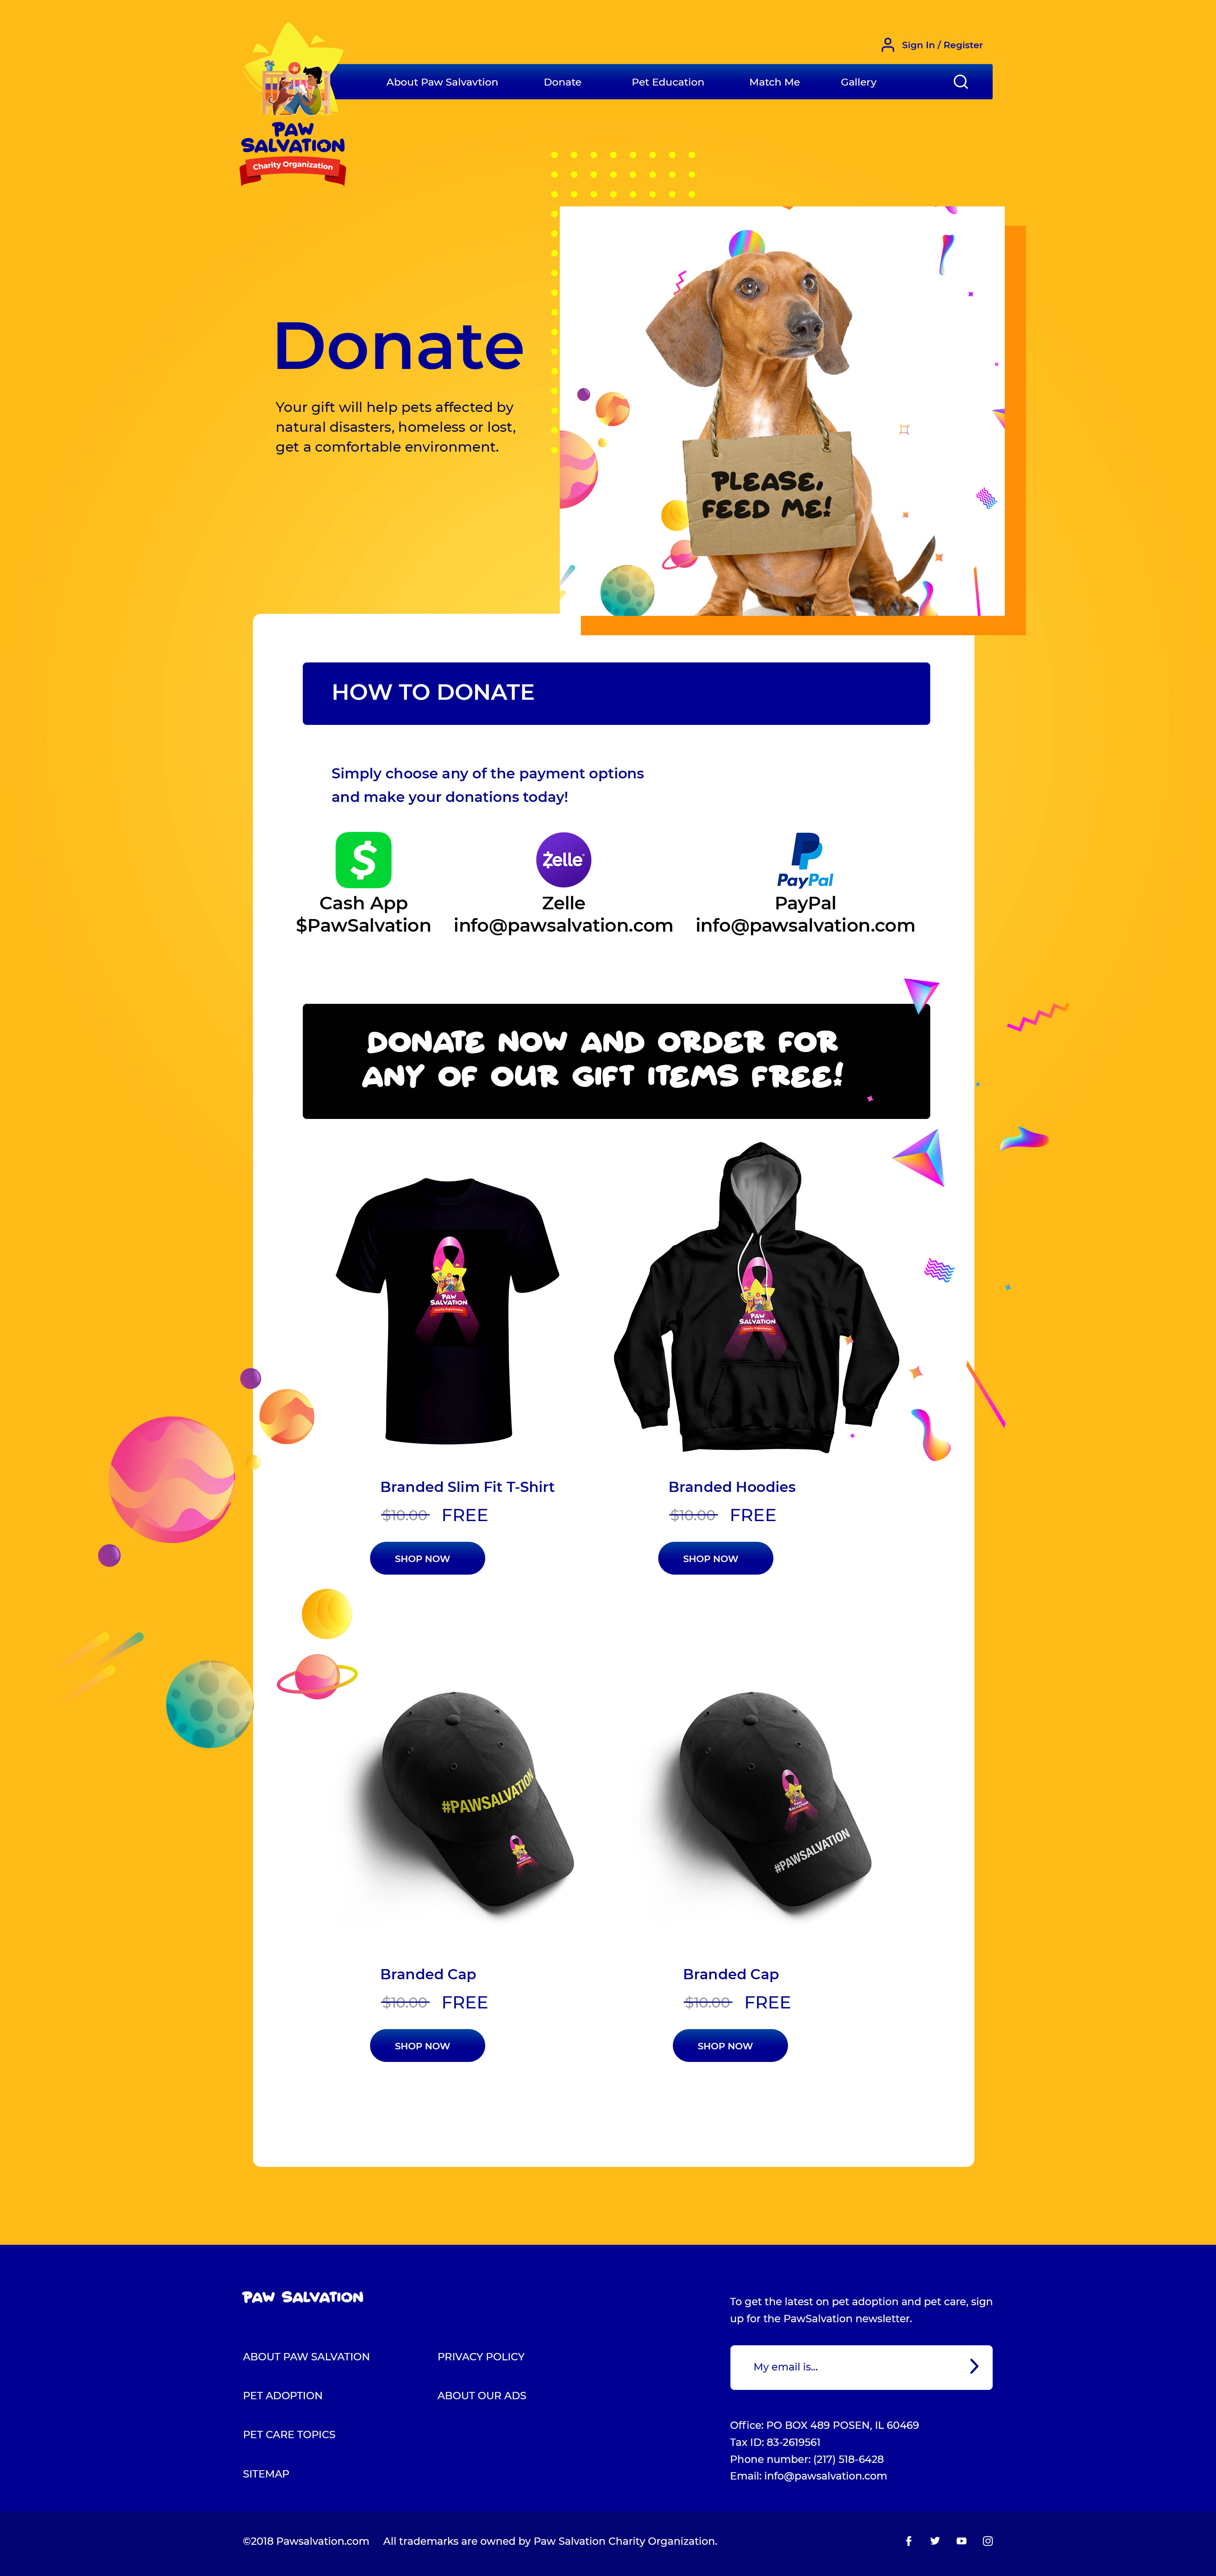 Sign In / Register
About Paw Salvavtion Donate Pet Education Match Me Gallery
PAW
SALVATION
Charity Organization
Donate
Your gift will help pets affected by
natural disasters, homeless or lost,
get a comfortable environment.
PLEASE,
FEED ME!
HOW TO DONATE
Simply choose any of the payment options
and make your donations today!
Zelle
PayPal
Cash App Zelle PayPal
$PawSalvation info@pawsalvation.com info@pawsalvation.com
DONATE NOW AND ORDER FOR
ANY OF OUR GIFT ITEMS FREE!
PAW
SALVATION
Charity Organization
PAW
SALVATION
Charity Organization
Branded Slim Fit T-Shirt
$10.00 FREE
SHOP NOW
Branded Hoodies
$10.00 FREE
SHOP NOW
#PAWSALVATION
#PAWSALVATION
Branded Cap
$10.00 FREE
SHOP NOW
Branded Cap
$10.00 FREE
SHOP NOW
PAW SALVATION
ABOUT PAW SALVATION
PET ADOPTION
PET CARE TOPICS
SITEMAP
PRIVACY POLICY
ABOUT OUR ADS
To get the latest on pet adoption and pet care, sign
up for the PawSalvation newsletter.
My email is...
Office: PO BOX 489 POSEN, IL 60469
Tax ID: 83-2619561
Phone number: (217) 518-6428
Email: info@pawsalvation.com
©2018 Pawsalvation.com All trademarks are owned by Paw Salvation Charity Organization.